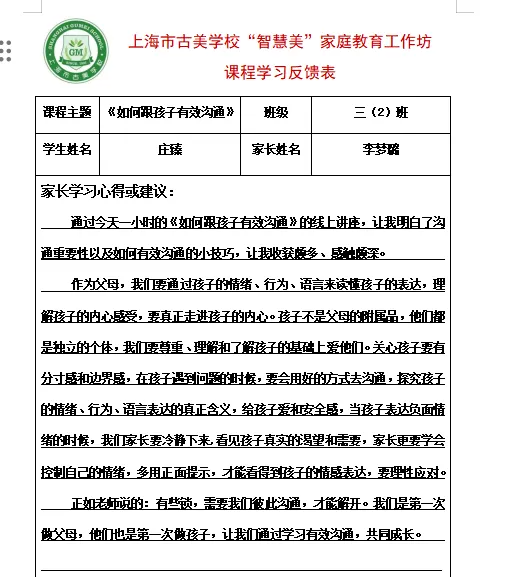 SHANGHAI GUMEI SCHOOL
GM
上海市古美学校
上海市古美学校“智慧美”家庭教育工作坊
课程学习反馈表
课程主题 《如何跟孩子有效沟通》 班级 三（2）班
学生姓名 庄臻 家长姓名 李梦璐
家长学习心得或建议：
通过今天一小时的《如何跟孩子有效沟通》的线上讲座，让我明白了沟
通重要性以及如何有效沟通的小技巧，让我收获颇多、感触颇深。
作为父母，我们要通过孩子的情绪、行为、语言来读懂孩子的表达，理
解孩子的内心感受，要真正走进孩子的内心。孩子不是父母的附属品，他们都
是独立的个体，我们要尊重、理解和了解孩子的基础上爱他们。关心孩子要有
分寸感和边界感，在孩子遇到问题的时候，要会用好的方式去沟通，探究孩子
的情绪、行为、语言表达的真正含义，给孩子爱和安全感，当孩子表达负面情
绪的时候，我们家长要冷静下来，看见孩子真实的渴望和需要，家长更要学会
控制自己的情绪，多用正面提示，才能看得到孩子的情感表达，要理性应对。
正如老师说的：有些锁，需要我们彼此沟通，才能解开。我们是第一次
做父母，他们也是第一次做孩子，让我们通过学习有效沟通，共同成长。